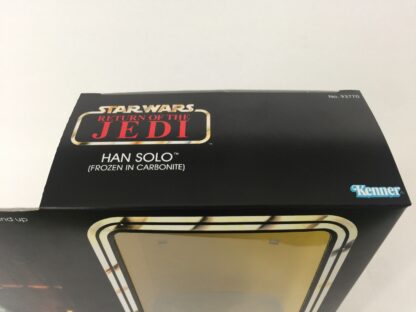 No. 93770
STAR WARS
RETURN OF THE
JEDI
HAN SOLO™
(FROZEN IN CARBONITE)
Kenner
nd up